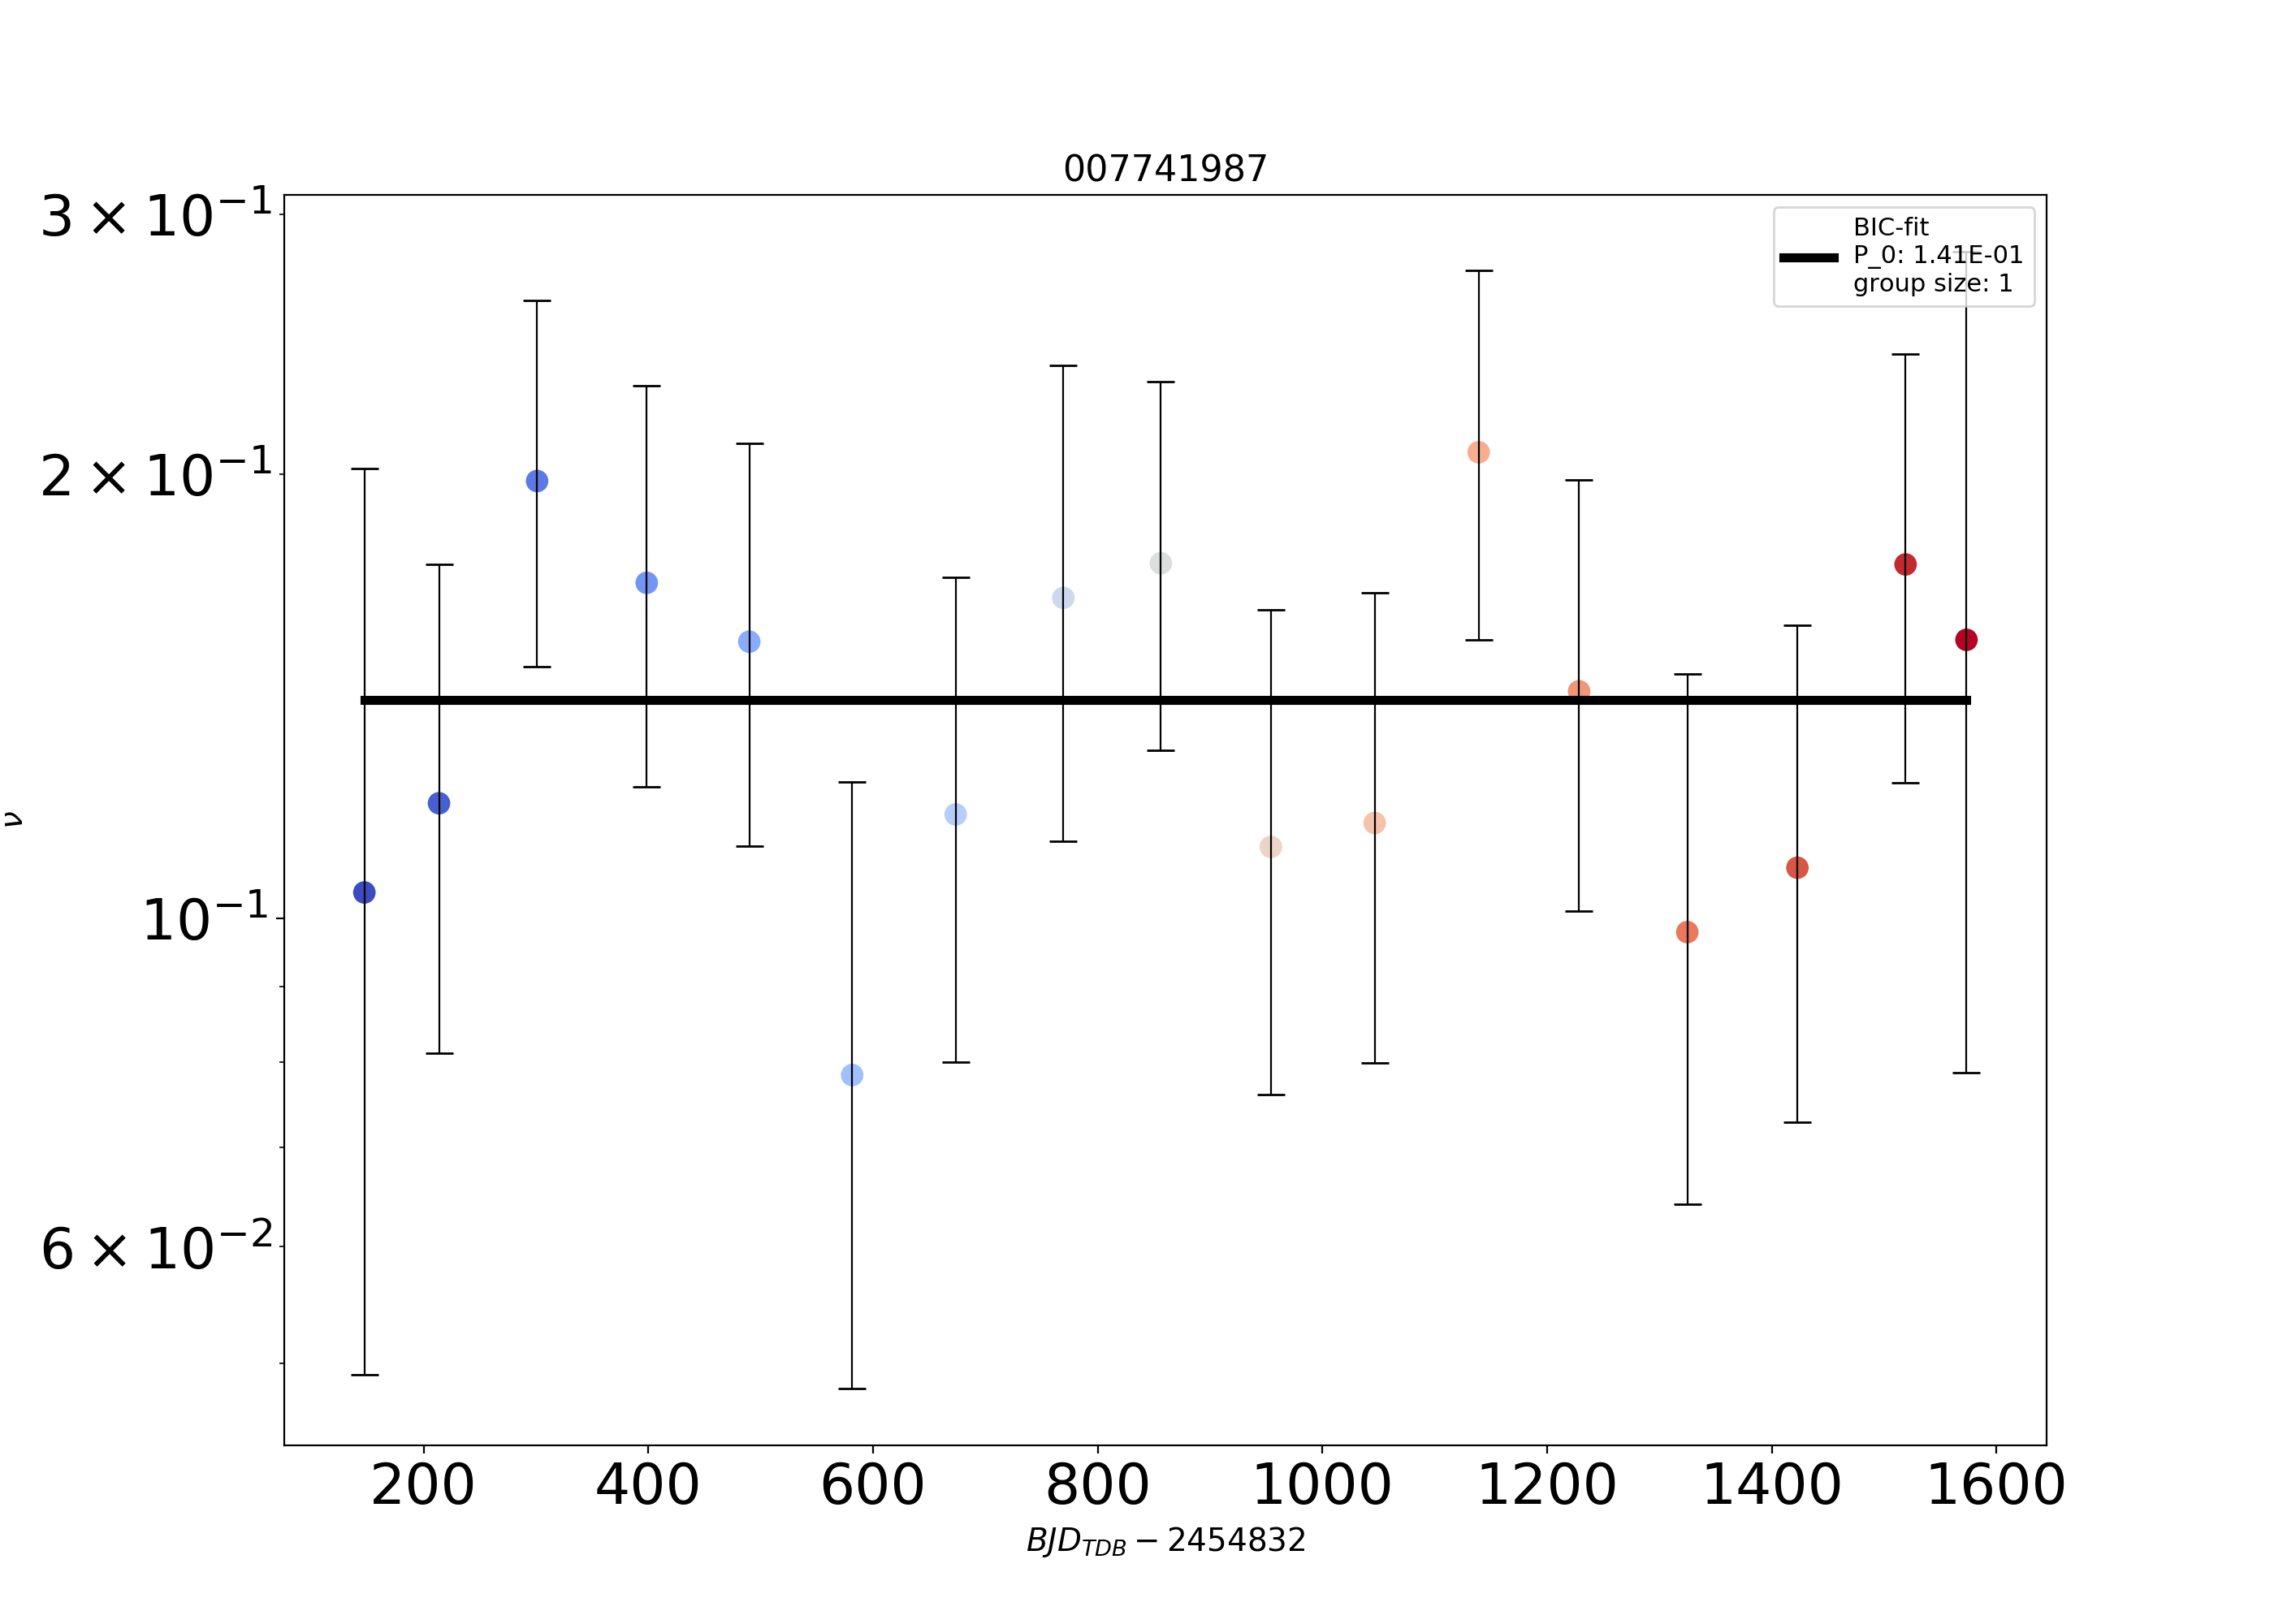 007741987
3 × 10⁻¹
2 × 10⁻¹
10⁻¹
6 × 10⁻²
ν
BIC-fit
P_0: 1.41E-01
group size: 1
200 400 600 800 1000 1200 1400 1600
BJD_TDB − 2454832